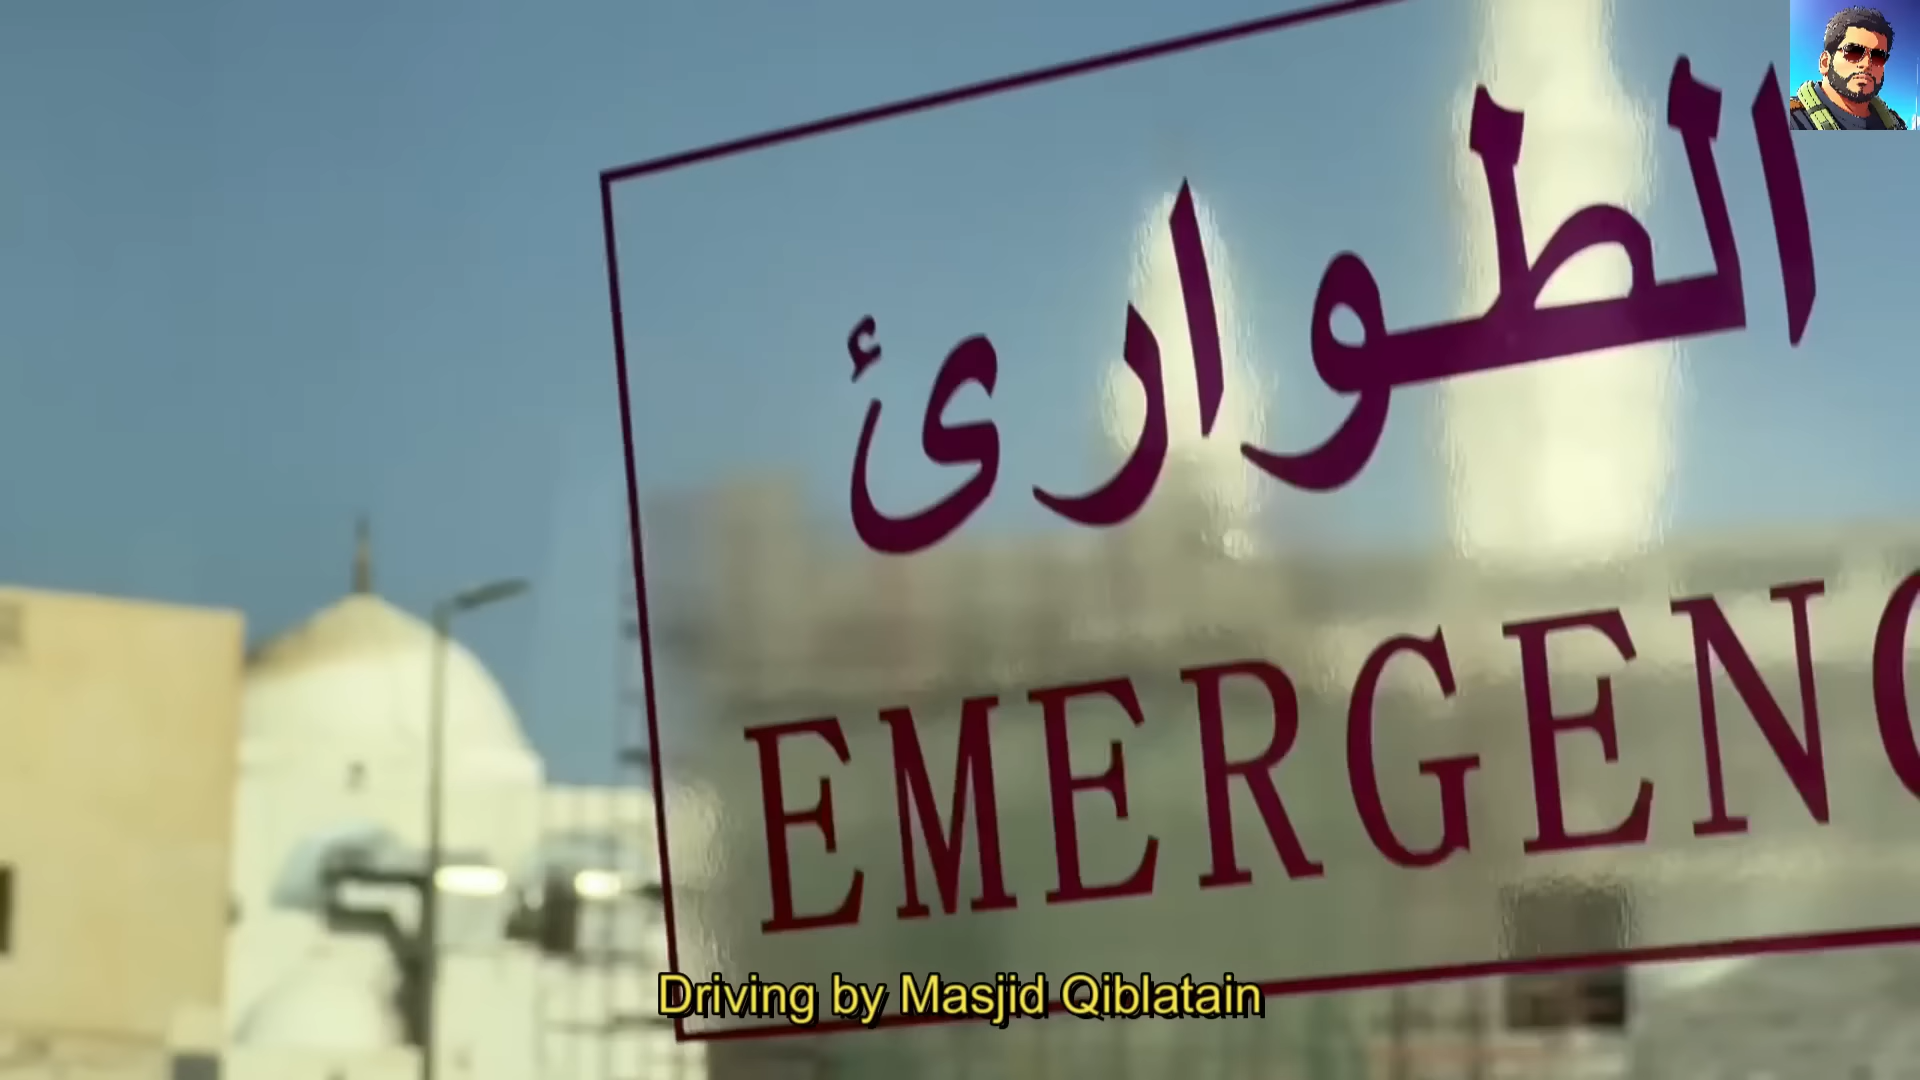 الطوارئ
EMERGENC
Driving by Masjid Qiblatain